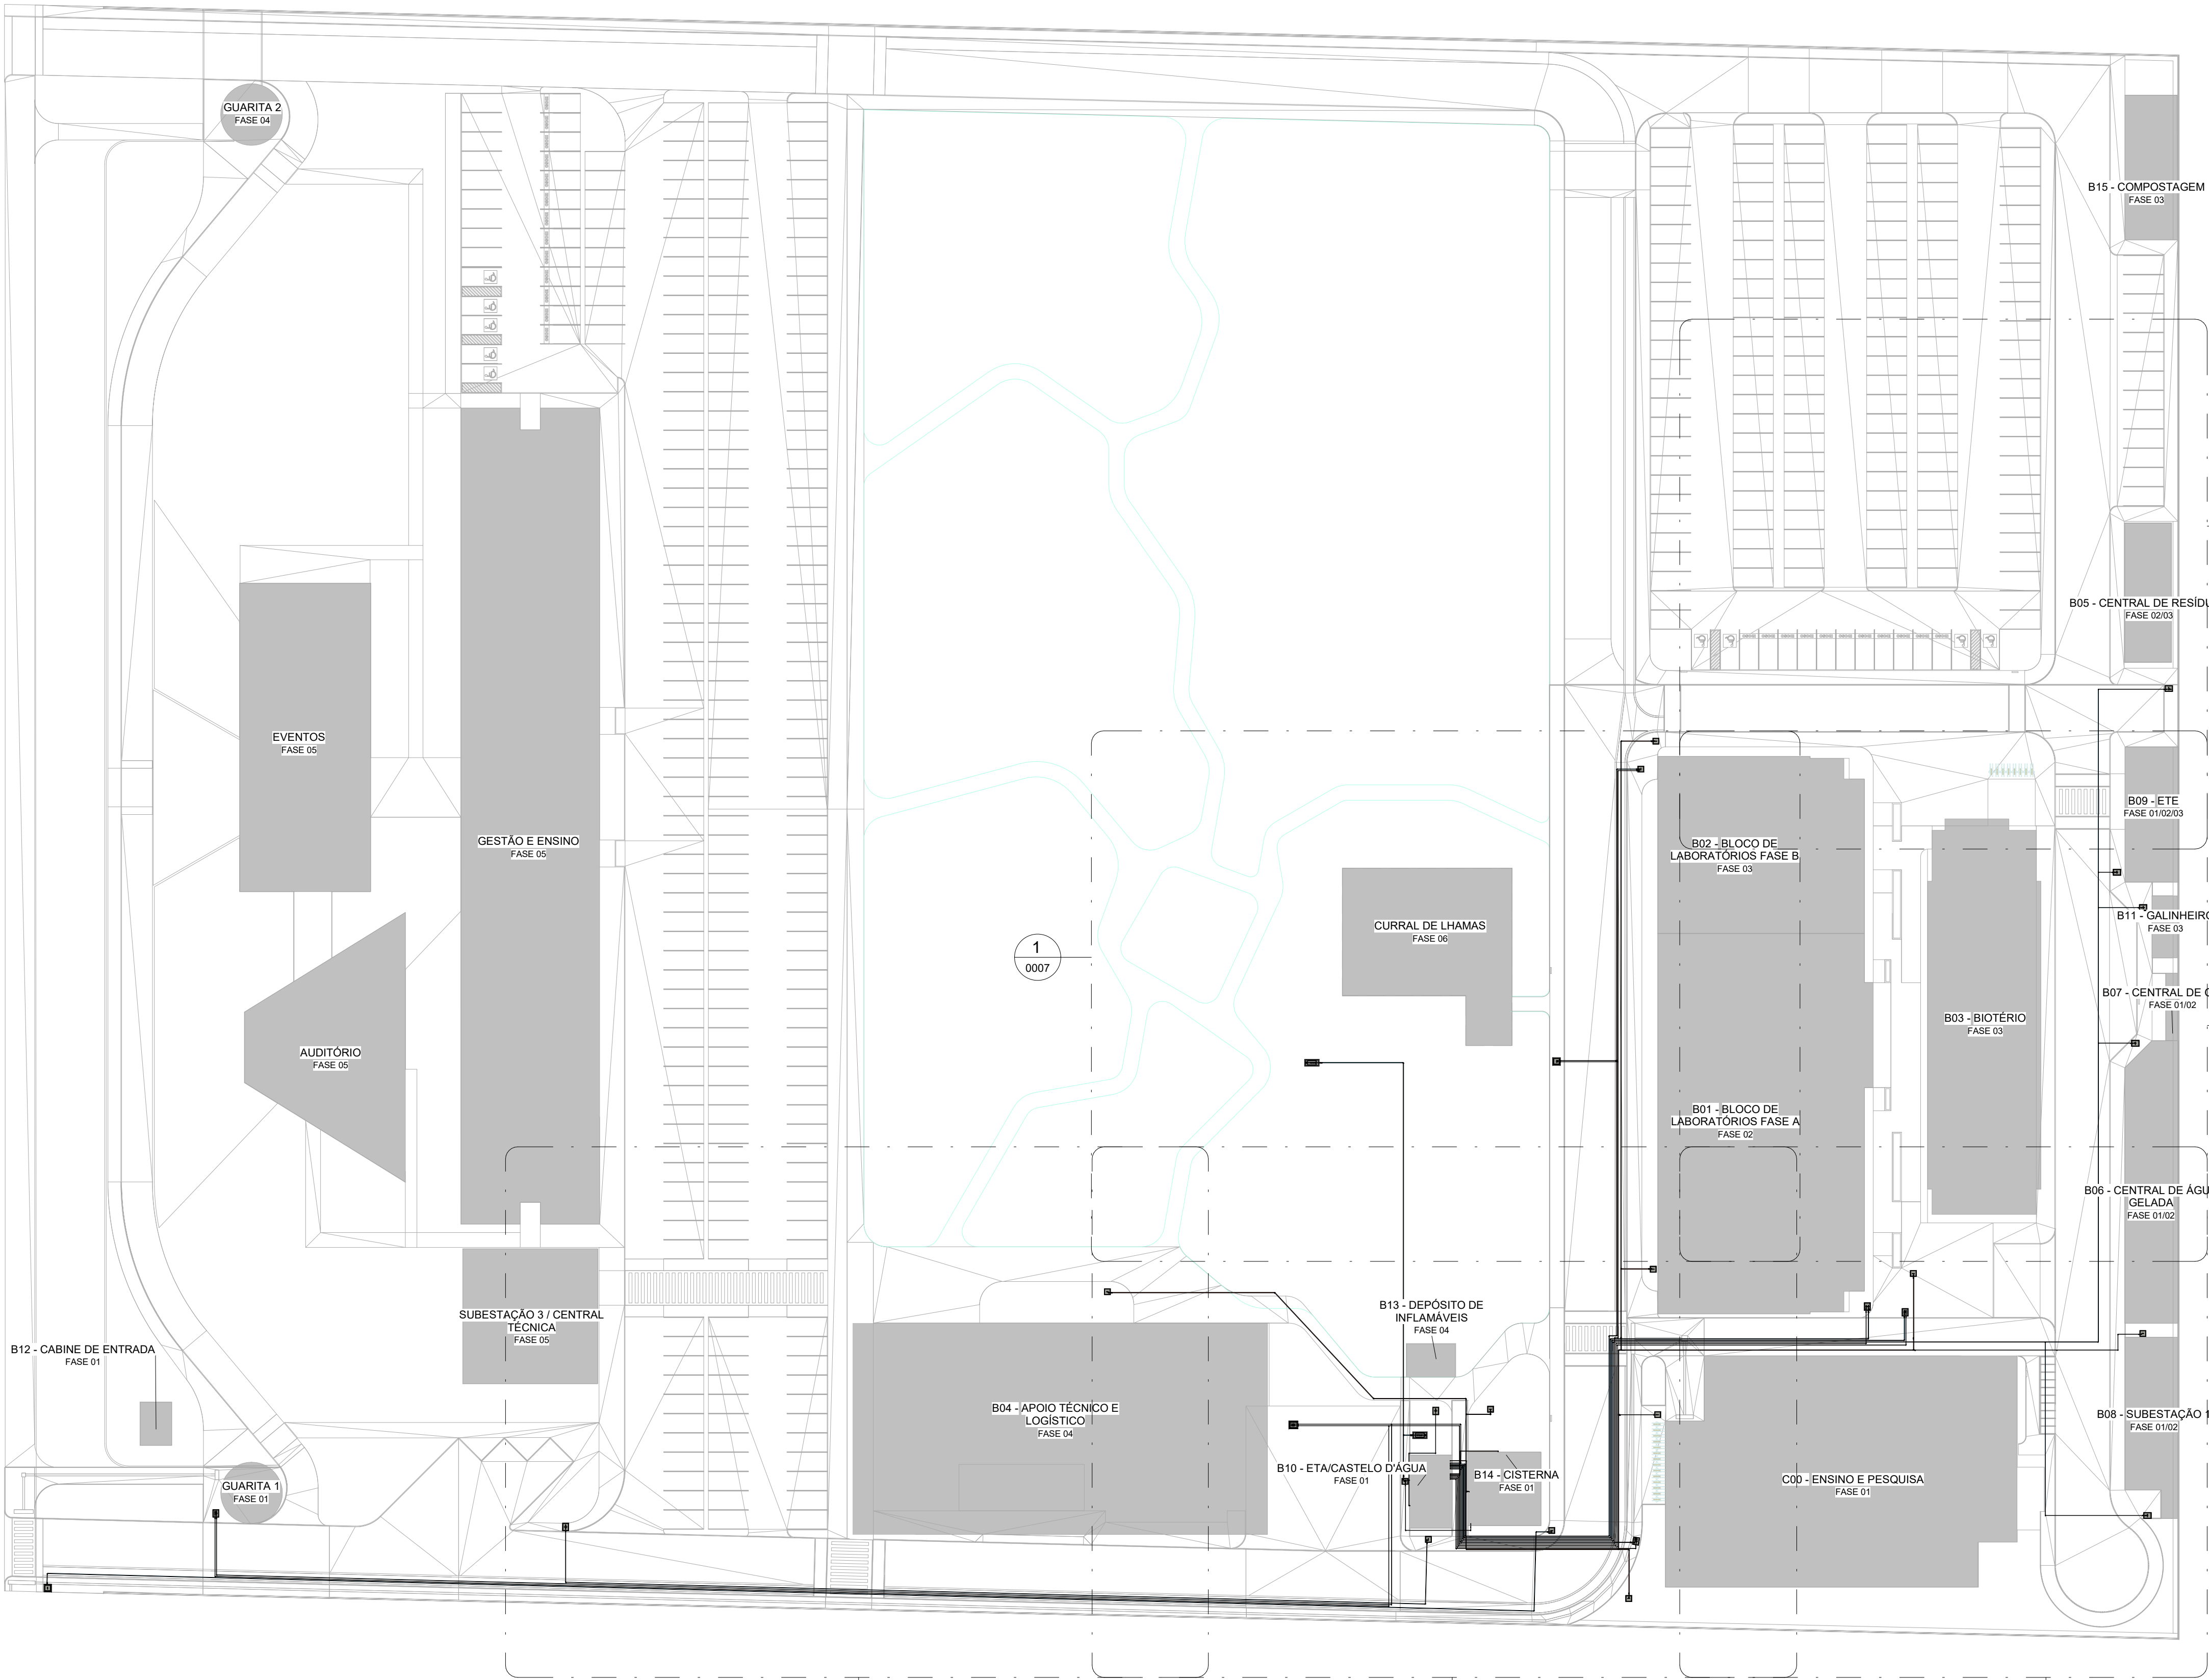 GUARITA 2
FASE 04
B15 - COMPOSTAGEM
FASE 03
B05 - CENTRAL DE RESÍDU
FASE 02/03
EVENTOS
FASE 05
GESTÃO E ENSINO
FASE 05
B02 - BLOCO DE
LABORATÓRIOS FASE B
FASE 03
B09 - ETE
FASE 01/02/03
CURRAL DE LHAMAS
FASE 06
B11 - GALINHEIRO
FASE 03
1
0007
B07 - CENTRAL DE
FASE 01/02
B03 - BIOTÉRIO
FASE 03
AUDITÓRIO
FASE 05
B01 - BLOCO DE
LABORATÓRIOS FASE A
FASE 02
B06 - CENTRAL DE ÁGU
GELADA
FASE 01/02
SUBESTAÇÃO 3 / CENTRAL
TÉCNICA
FASE 05
B13 - DEPÓSITO DE
INFLAMÁVEIS
FASE 04
B12 - CABINE DE ENTRADA
FASE 01
B04 - APOIO TÉCNICO E
LOGÍSTICO
FASE 04
B08 - SUBESTAÇÃO 1
FASE 01/02
B10 - ETA/CASTELO D'ÁGUA
FASE 01
B14 - CISTERNA
FASE 01
C00 - ENSINO E PESQUISA
FASE 01
GUARITA 1
FASE 01